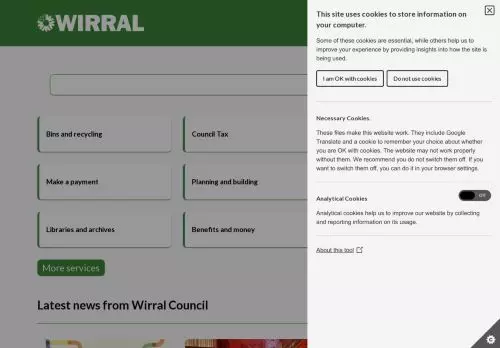 WIRRAL
Bins and recycling
Council Tax
Make a payment
Planning and building
Libraries and archives
Benefits and money
More services
Latest news from Wirral Council
This site uses cookies to store information on
your computer.
Some of these cookies are essential, while others help us to
improve your experience by providing insights into how the site is
being used.
I am OK with cookies
Do not use cookies
Necessary Cookies.
These files make this website work. They include Google
Translate and a cookie to remember your choice about whether
you are OK with cookies. The website may not work properly
without them. We recommend you do not switch them off. If you
want to switch them off, you can do it in your browser settings.
Analytical Cookies
Off
Analytical cookies help us to improve our website by collecting
and reporting information on its usage.
About this tool